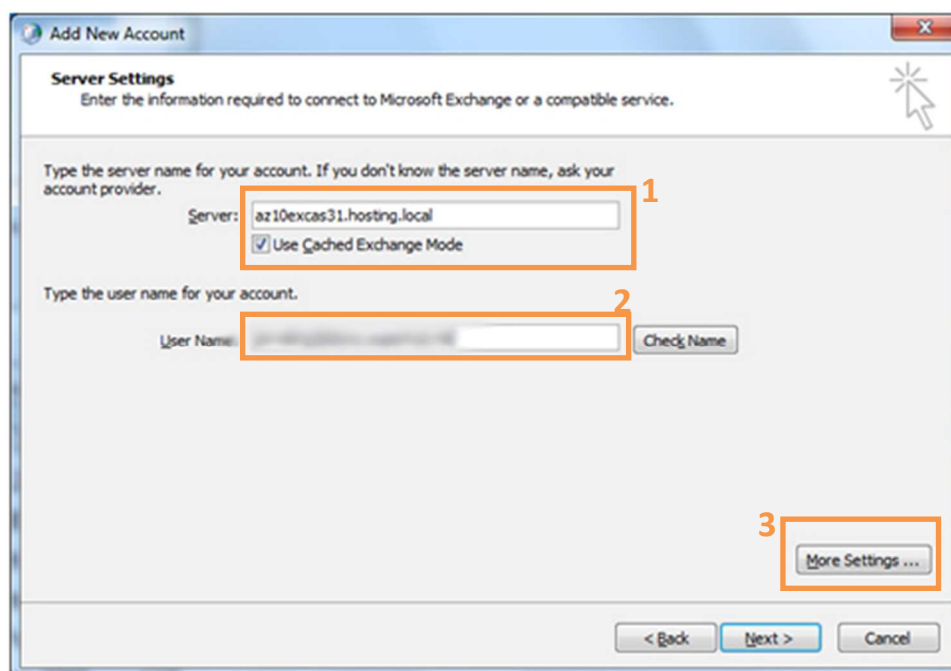 Add New Account
Server Settings
Enter the information required to connect to Microsoft Exchange or a compatible service.
Type the server name for your account. If you don't know the server name, ask your
account provider.
1
Server: az10excas31.hosting.local
Use Cached Exchange Mode
Type the user name for your account.
2
User Name: Check Name
3
More Settings ...
< Back Next > Cancel